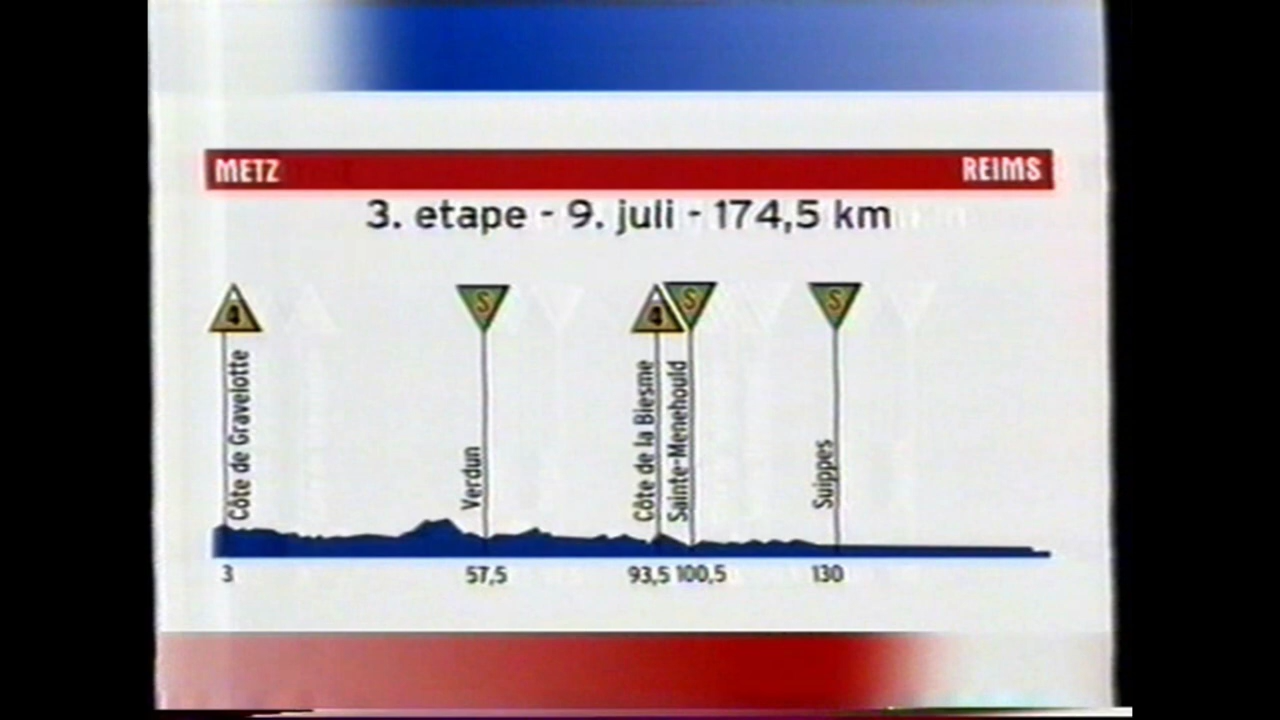 METZ REIMS
3. etape - 9. juli - 174,5 km
4 S 4 S S
Côte de Gravelotte
Verdun
Côte de la Biesme
Sainte-Menehould
Suippes
3 57,5 93,5 100,5 130